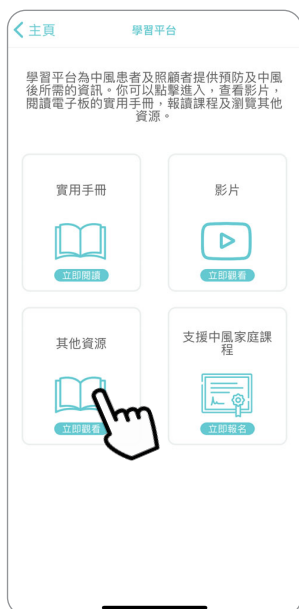 主頁
學習平台
學習平台為中風患者及照顧者提供預防及中風
後所需的資訊。你可以點擊進入，查看影片，
閱讀電子板的實用手冊，報讀課程及瀏覽其他
資源。
實用手冊
立即閱讀
影片
立即觀看
其他資源
立即觀看
支援中風家庭課
程
立即報名